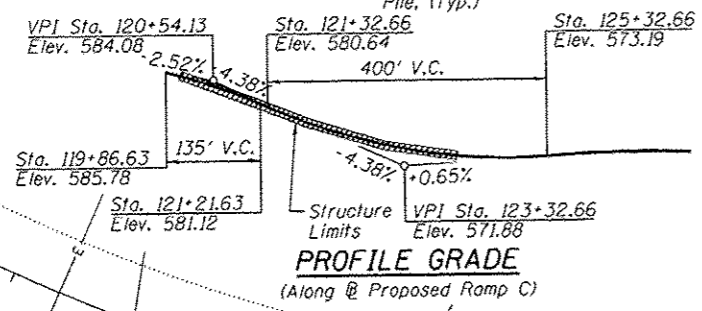 Pile, (Typ.)
VPI Sta. 120+54.13
Elev. 584.08
Sta. 121+32.66
Elev. 580.64
Sta. 125+32.66
Elev. 573.19
-2.52%
-4.38%
400' V.C.
135' V.C.
Sta. 119+86.63
Elev. 585.78
-4.38%
+0.65%
Sta. 121+21.63
Elev. 581.12
Structure
Limits
VPI Sta. 123+32.66
Elev. 571.88
PROFILE GRADE
(Along ␢ Proposed Ramp C)